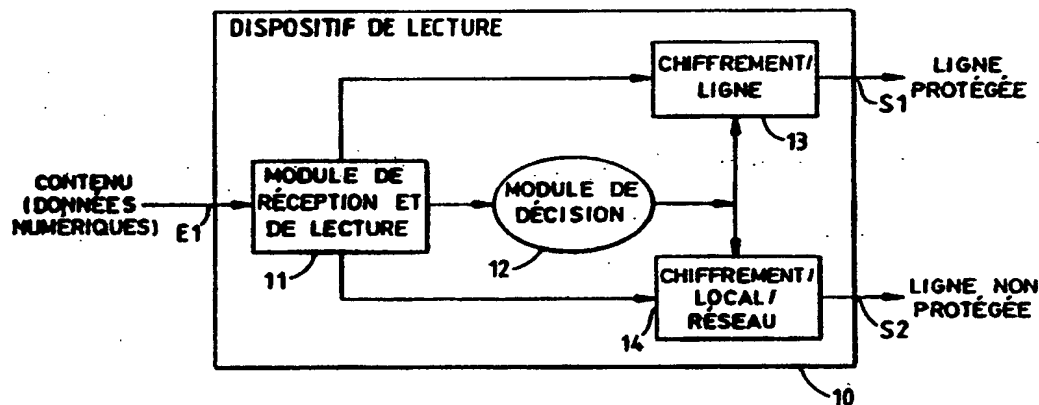 DISPOSITIF DE LECTURE
CHIFFREMENT/
LIGNE
13
S1
LIGNE
PROTÉGÉE
CONTENU
(DONNÉES
NUMÉRIQUES)
E1
MODULE DE
RÉCEPTION ET
DE LECTURE
11
MODULE DE
DÉCISION
12
CHIFFREMENT/
LOCAL/
RÉSEAU
14
S2
LIGNE NON
PROTÉGÉE
10